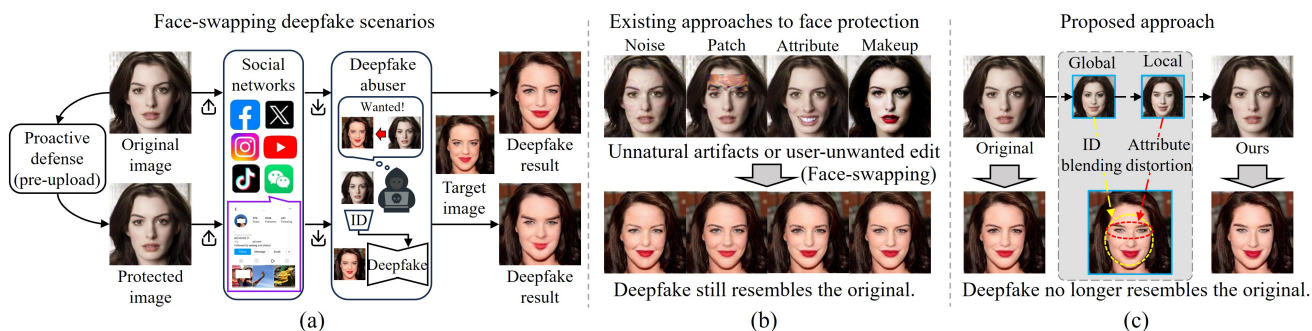 Face-swapping deepfake scenarios
Proactive
defense
(pre-upload)
Original
image
Protected
image
Social
networks
Deepfake
abuser
Wanted!
ID
Deepfake
Target
image
Deepfake
result
Deepfake
result
(a)
Existing approaches to face protection
Noise
Patch
Attribute
Makeup
Unnatural artifacts or user-unwanted edit
(Face-swapping)
Deepfake still resembles the original.
(b)
Proposed approach
Global
Local
Original
ID
blending
Attribute
distortion
Ours
Deepfake no longer resembles the original.
(c)